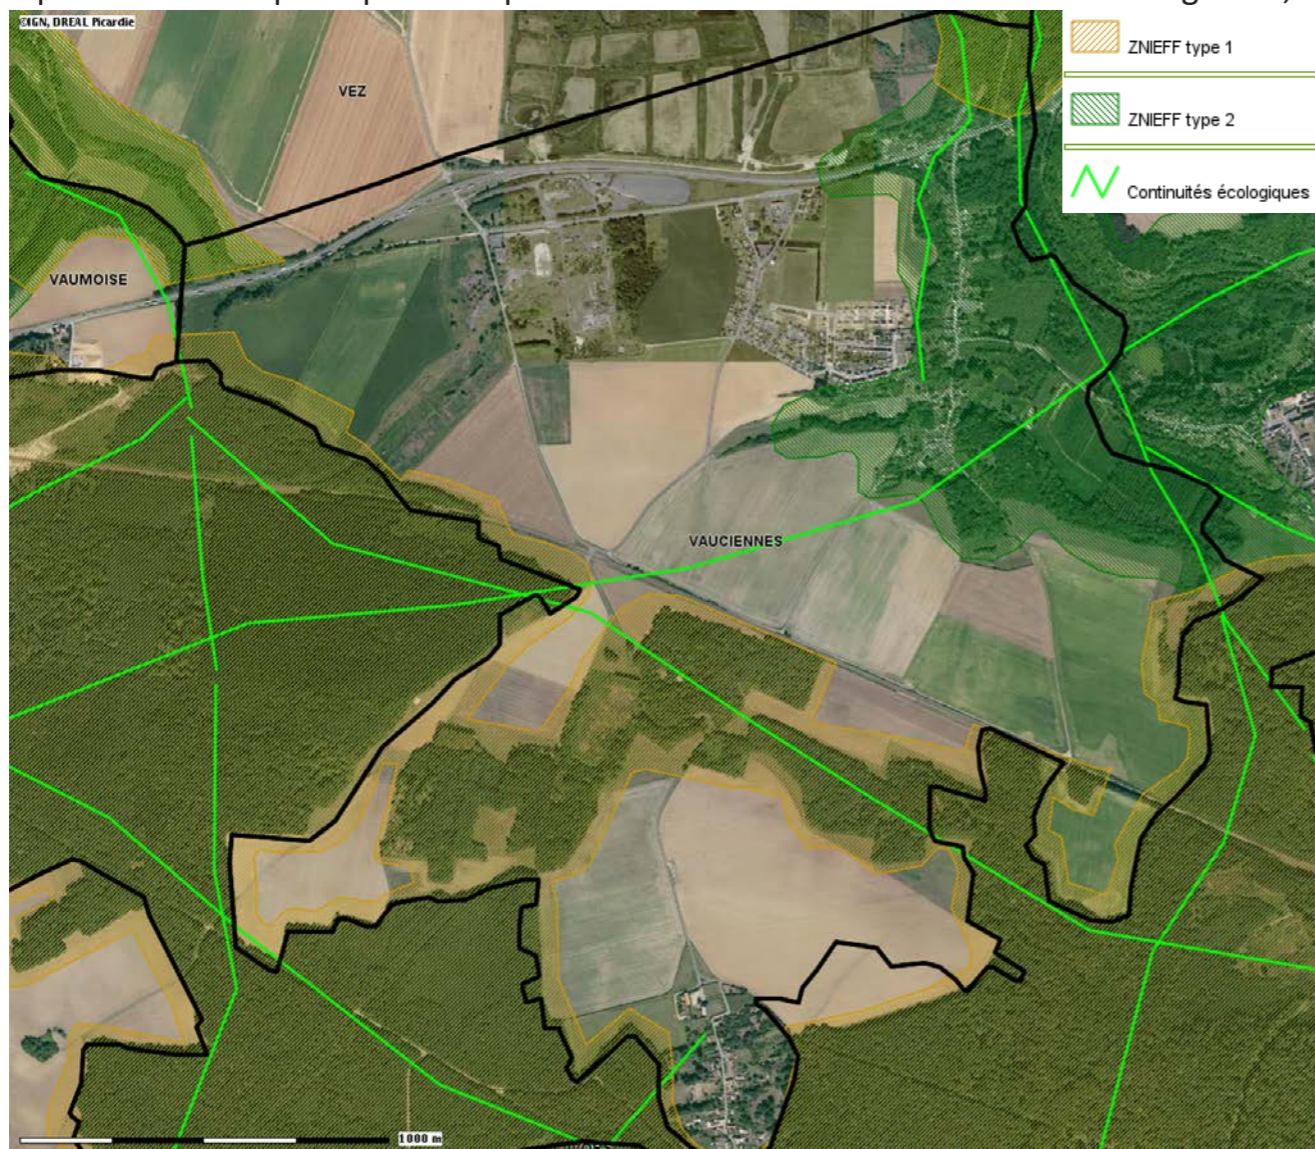 ©IGN, DREAL Picardie
ZNIEFF type 1
ZNIEFF type 2
Continuités écologiques
VEZ
VAUMOISE
VAUCIENNES
1000 m